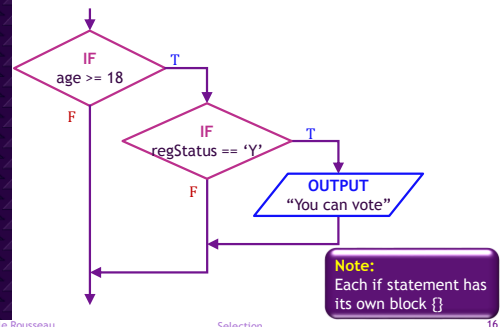 IF
age >= 18
T
F
IF
regStatus == ‘Y’
T
F
OUTPUT
“You can vote”
Note:
Each if statement has
its own block {}
e Rousseau
Selection
16